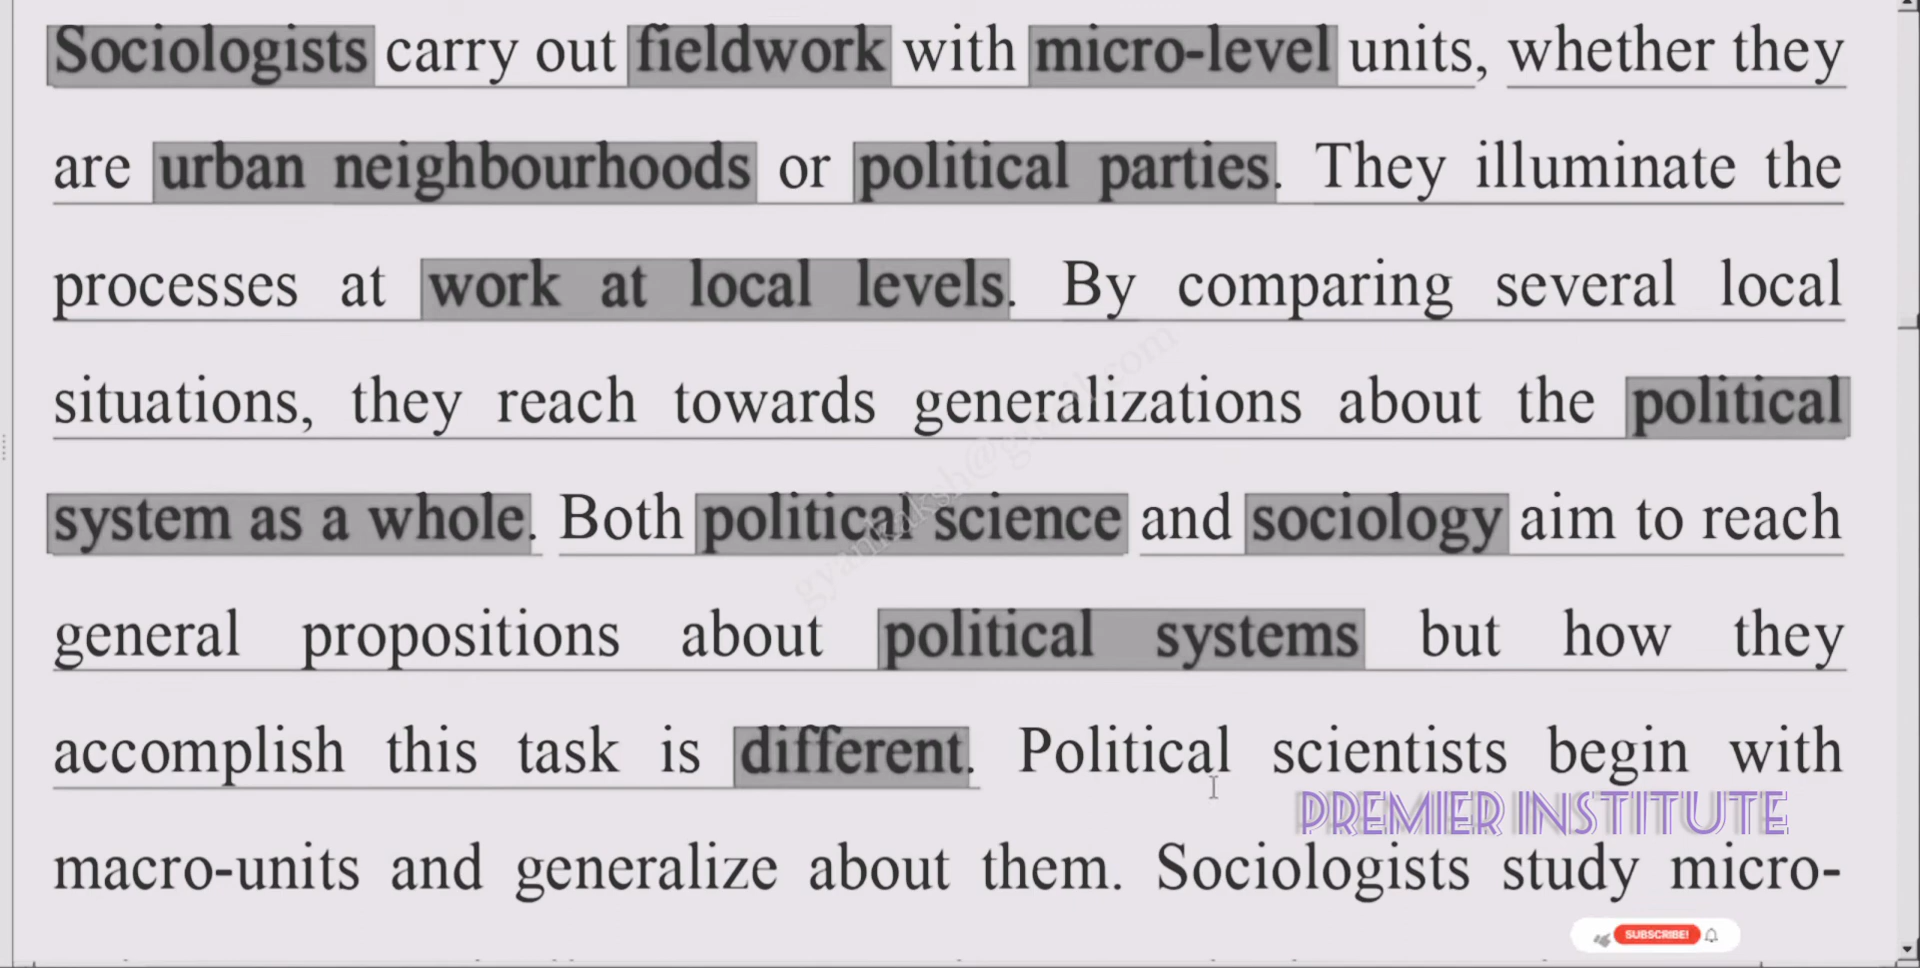 Sociologists carry out fieldwork with micro-level units, whether they
are urban neighbourhoods or political parties. They illuminate the
processes at work at local levels. By comparing several local
situations, they reach towards generalizations about the political
system as a whole. Both political science and sociology aim to reach
general propositions about political systems but how they
accomplish this task is different. Political scientists begin with
PREMIER INSTITUTE
macro-units and generalize about them. Sociologists study micro-
SUBSCRIBE!